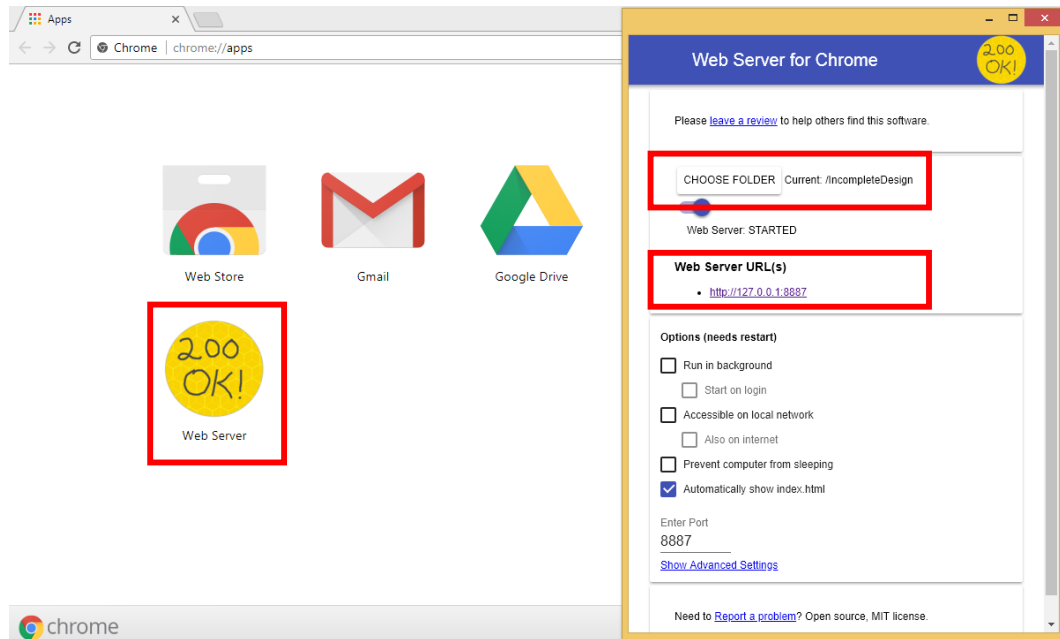 Apps
Chrome | chrome://apps
Web Store
Gmail
Google Drive
200
OK!
Web Server
chrome
Web Server for Chrome
200
OK!
Please leave a review to help others find this software.
CHOOSE FOLDER Current: /IncompleteDesign
Web Server: STARTED
Web Server URL(s)
• http://127.0.0.1:8887
Options (needs restart)
Run in background
Start on login
Accessible on local network
Also on internet
Prevent computer from sleeping
Automatically show index.html
Enter Port
8887
Show Advanced Settings
Need to Report a problem? Open source, MIT license.